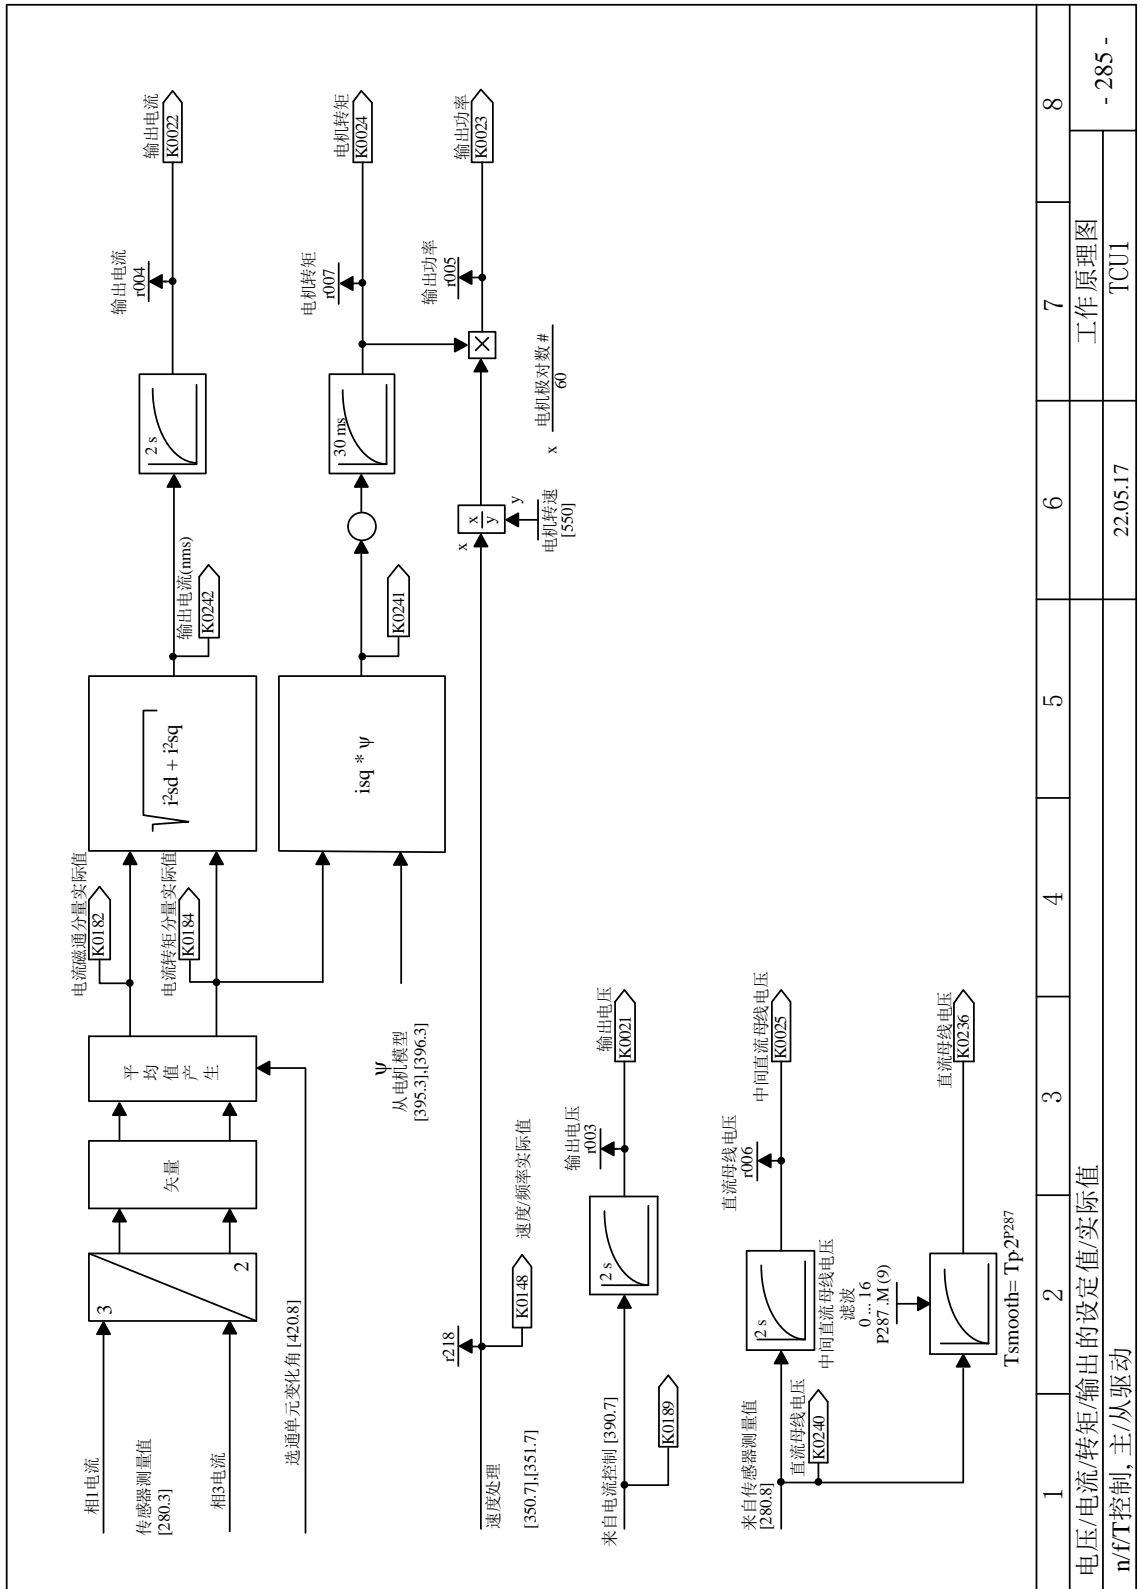 相1电流
传感器测量值
[280.3]
相3电流
选通单元变化角 [420.8]
3
2
矢量
平均值产生
电流磁通分量实际值
K0182
电流转矩分量实际值
K0184
√ i²sd + i²sq
输出电流(nms)
K0242
2 s
输出电流
r004
输出电流
K0022
Ψ
从电机模型
[395.3],[396.3]
isq * ψ
K0241
30 ms
电机转矩
r007
电机转矩
K0024
速度处理
[350.7],[351.7]
r218
K0148
速度/频率实际值
x
x
y
y
电机转速
[550]
x
电机极对数 #
60
X
输出功率
r005
输出功率
K0023
来自电流控制 [390.7]
K0189
2 s
输出电压
r003
输出电压
K0021
来自传感器测量值
[280.8]
直流母线电压
K0240
2 s
直流母线电压
r006
中间直流母线电压
K0025
中间直流母线电压
滤波
0 ... 16
P287 .M (9)
Tsmooth= Tp·2^P287
直流母线电压
K0236
1
2
3
4
5
6
7
8
电压/电流/转矩/输出的设定值/实际值
工作原理图
- 285 -
n/f/T控制, 主/从驱动
22.05.17
TCU1